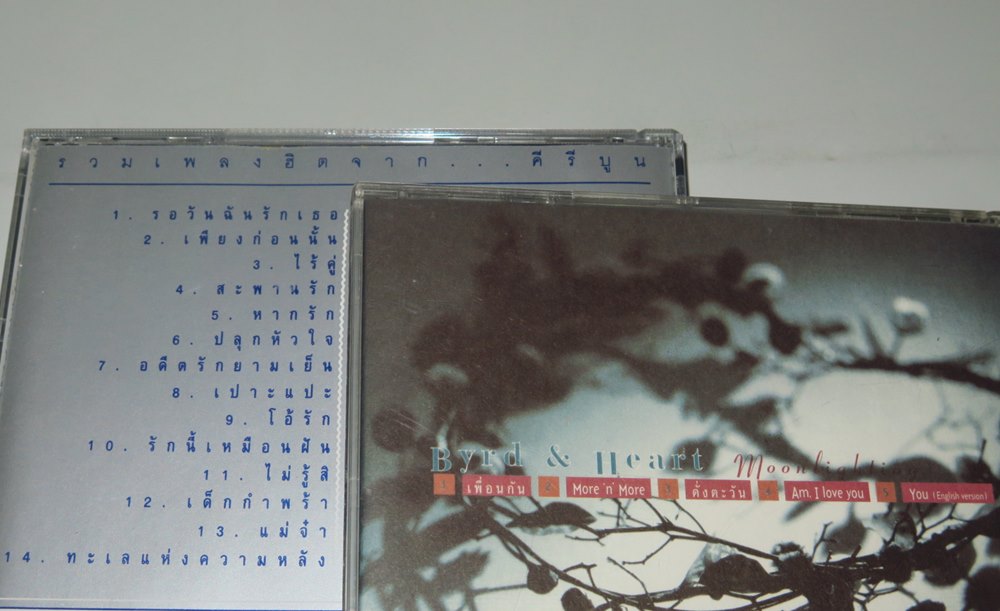 รวมเพลงฮิตจาก...คีรีบูน
1. รอวันฉันรักเธอ
2. เพียงก่อนนั้น
3. ไร้คู่
4. สะพานรัก
5. หากรัก
6. ปลุกหัวใจ
7. อดีตรักยามเย็น
8. เปาะแปะ
9. โอ้รัก
10. รักนี้เหมือนฝัน
11. ไม่รู้สิ
12. เด็กกำพร้า
13. แม่จ๋า
14. ทะเลแห่งความหลัง
Byrd & Heart Moonlighting
1 เพื่อนกัน 2 More 'n' More 3 ดั่งตะวัน 4 Am. I love you 5 You (English version)